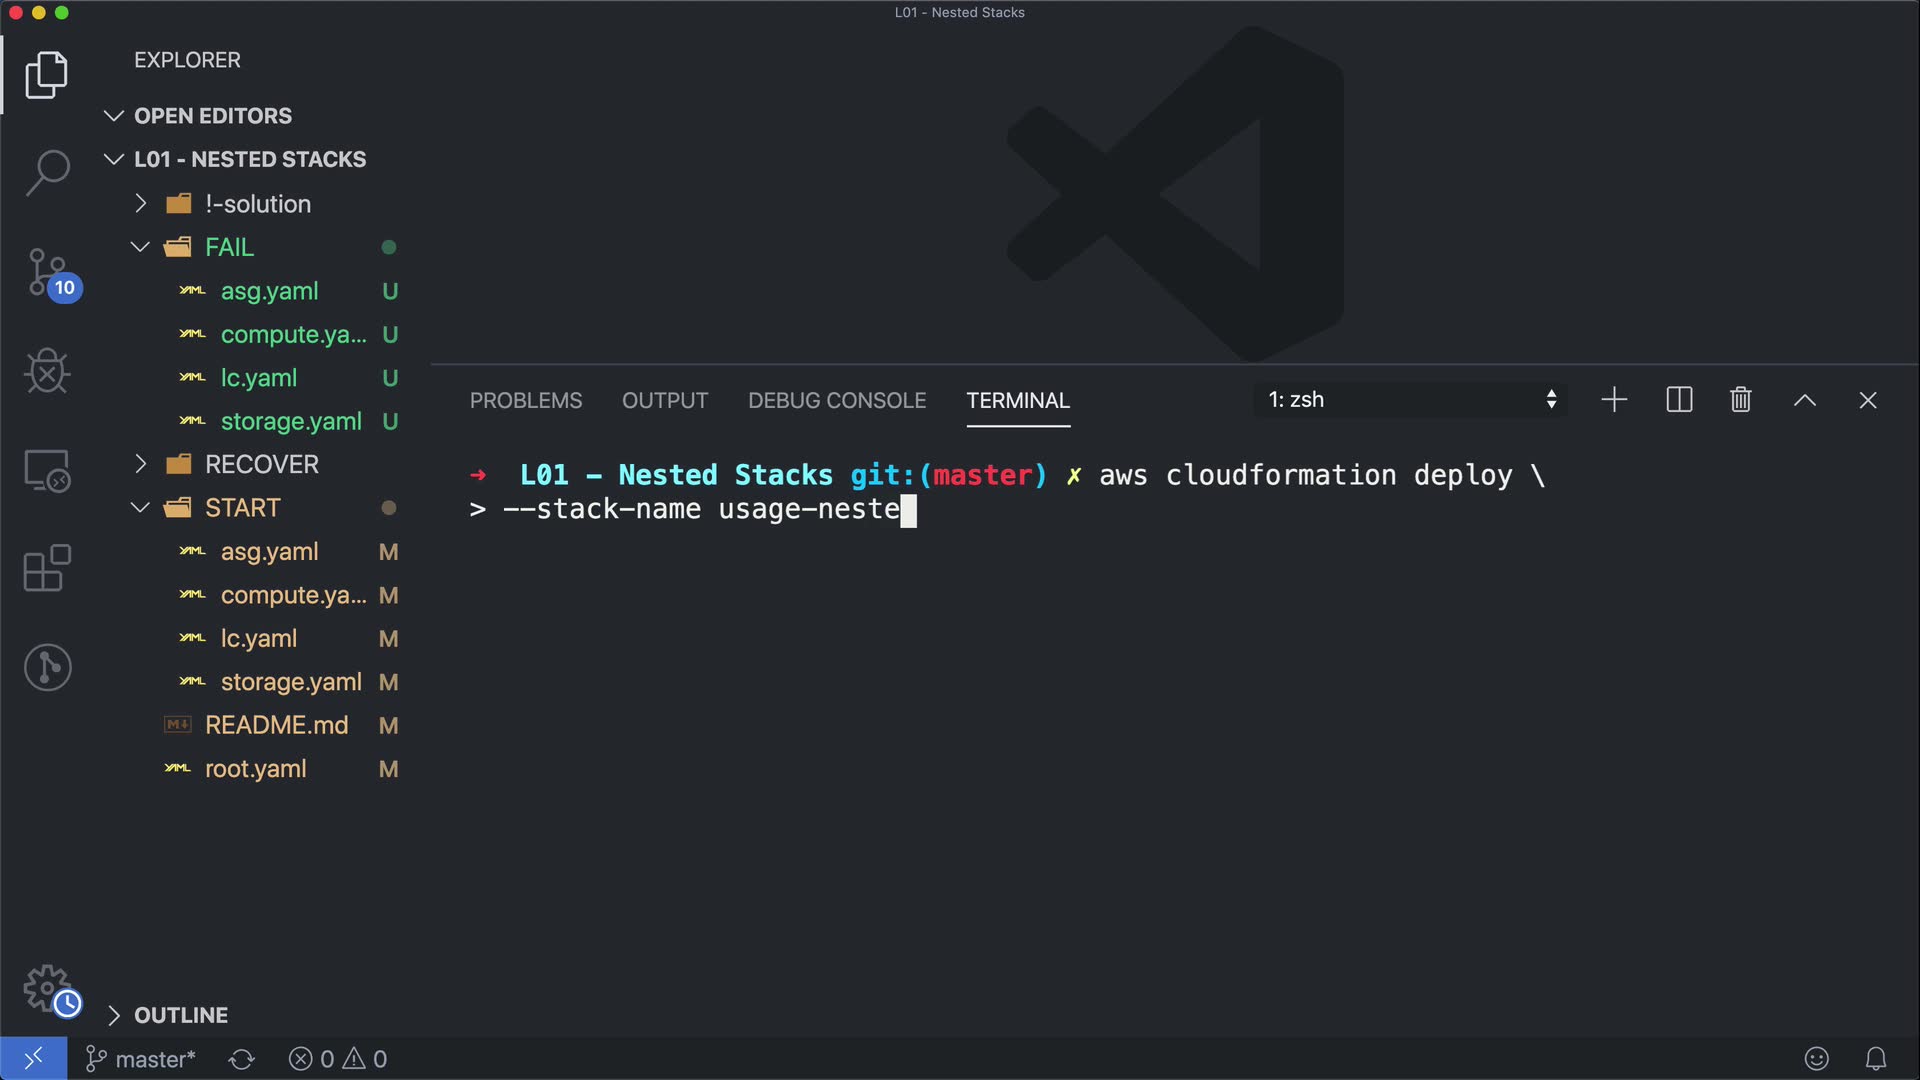 L01 - Nested Stacks
EXPLORER
OPEN EDITORS
L01 - NESTED STACKS
!-solution
FAIL
asg.yaml U
compute.ya... U
lc.yaml U
storage.yaml U
RECOVER
START
asg.yaml M
compute.ya... M
lc.yaml M
storage.yaml M
README.md M
root.yaml M
OUTLINE
10
PROBLEMS OUTPUT DEBUG CONSOLE TERMINAL 1: zsh
→ L01 - Nested Stacks git:(master) ✗ aws cloudformation deploy \
> --stack-name usage-neste
master* 0 0